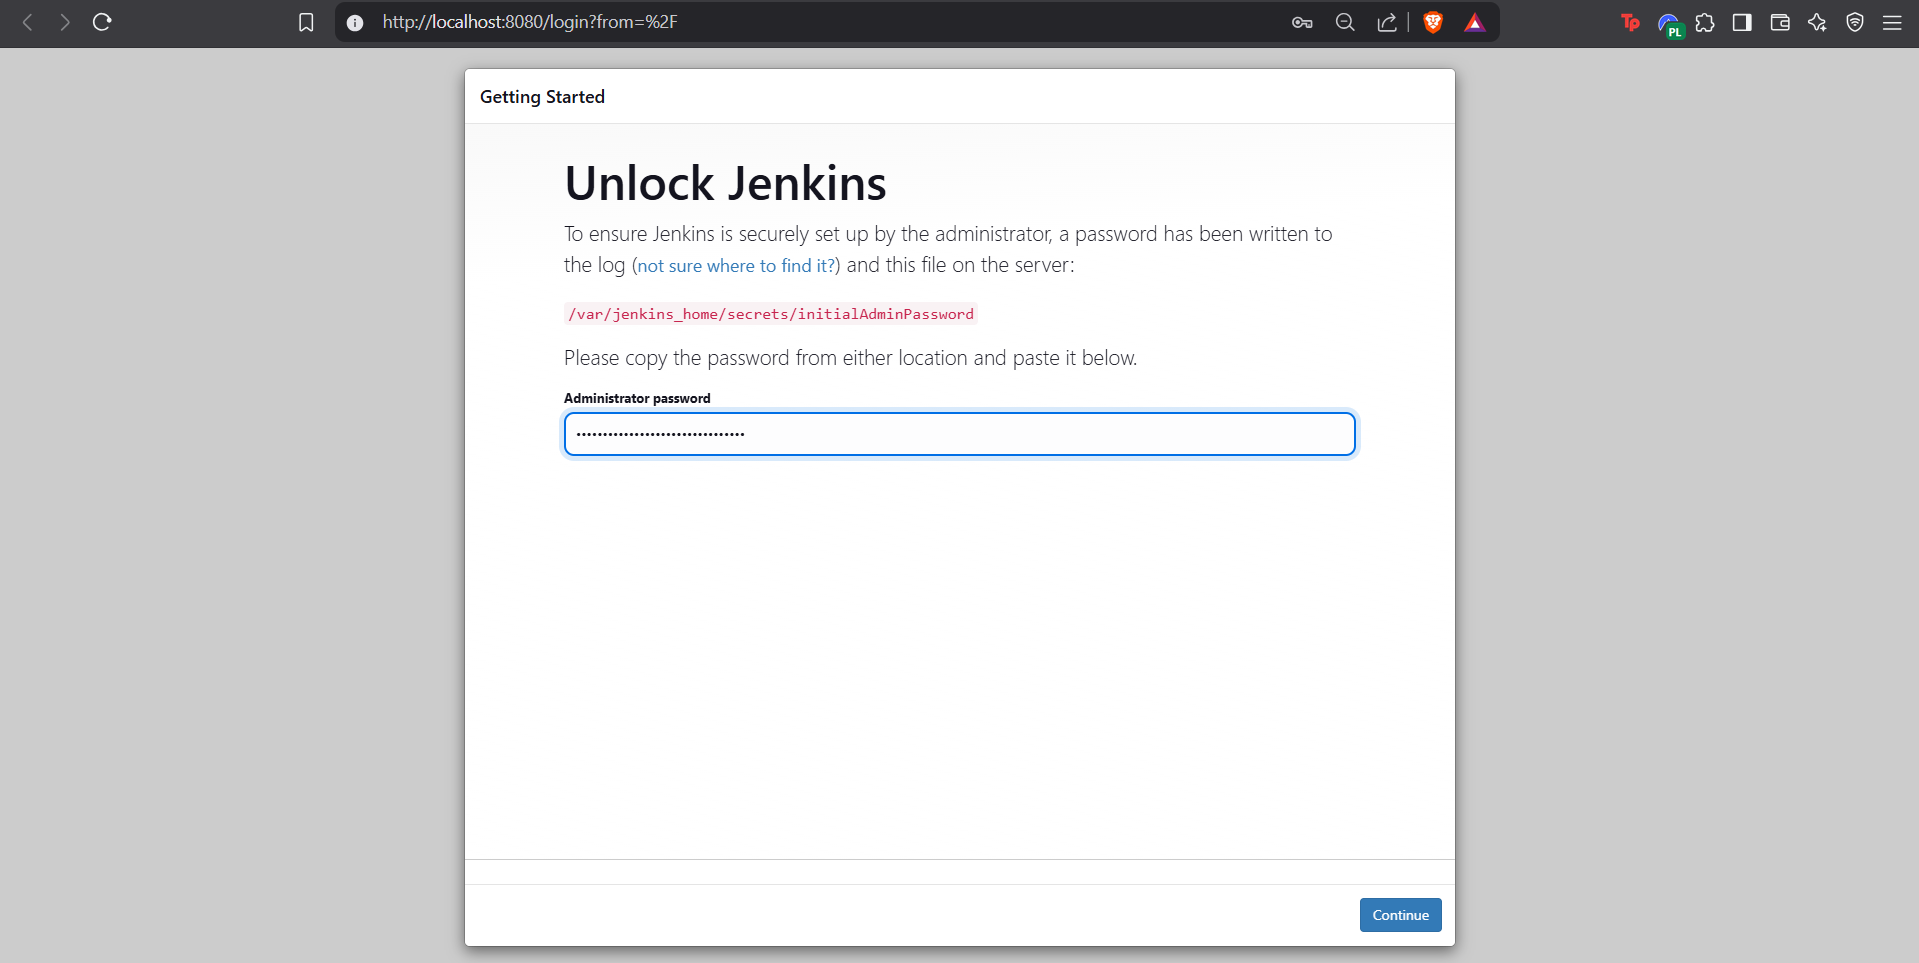 http://localhost:8080/login?from=%2F
Tp
PL
Getting Started
Unlock Jenkins
To ensure Jenkins is securely set up by the administrator, a password has been written to
the log (not sure where to find it?) and this file on the server:
/var/jenkins_home/secrets/initialAdminPassword
Please copy the password from either location and paste it below.
Administrator password
••••••••••••••••••••••••••••••••
Continue